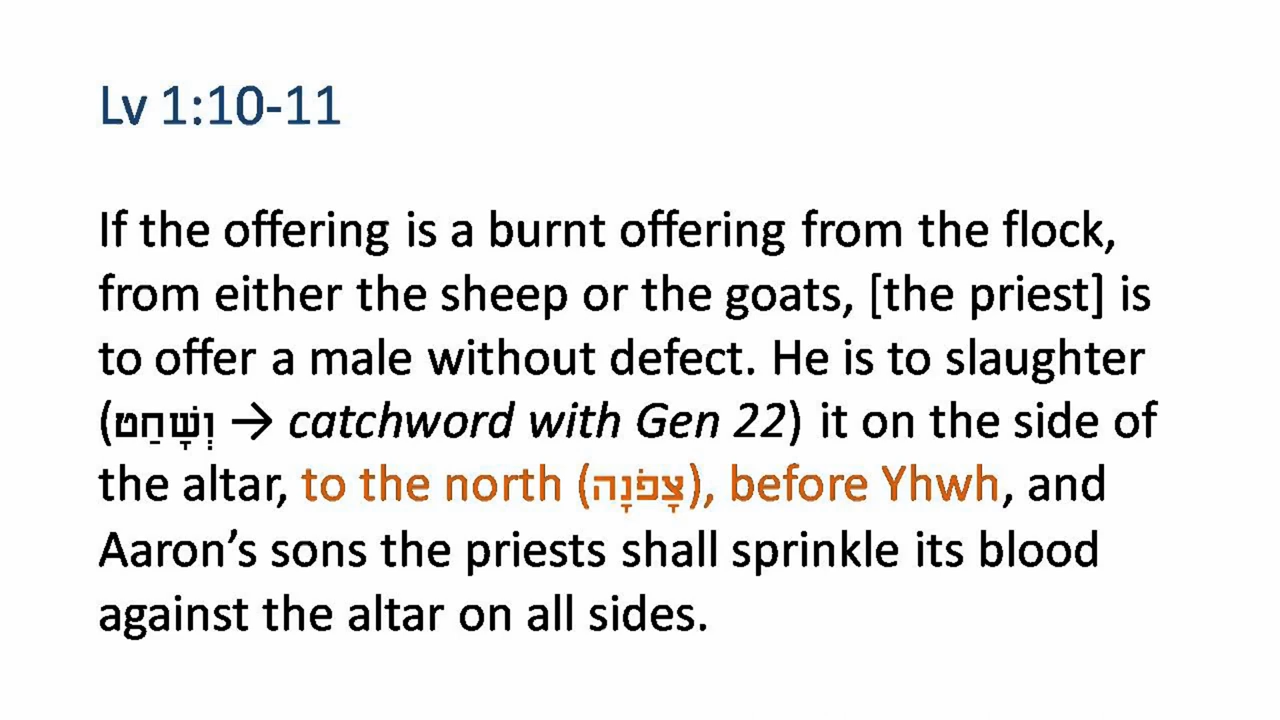 Lv 1:10-11
If the offering is a burnt offering from the flock,
from either the sheep or the goats, [the priest] is
to offer a male without defect. He is to slaughter
(וְשָׁחַט → catchword with Gen 22) it on the side of
the altar, to the north (צָפֹנָה), before Yhwh, and
Aaron’s sons the priests shall sprinkle its blood
against the altar on all sides.